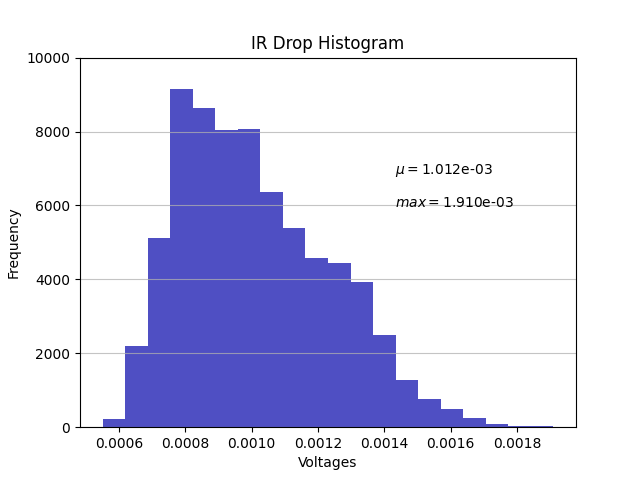 IR Drop Histogram
10000
8000
6000
4000
2000
0
Frequency
μ = 1.012e-03
max = 1.910e-03
0.0006 0.0008 0.0010 0.0012 0.0014 0.0016 0.0018
Voltages